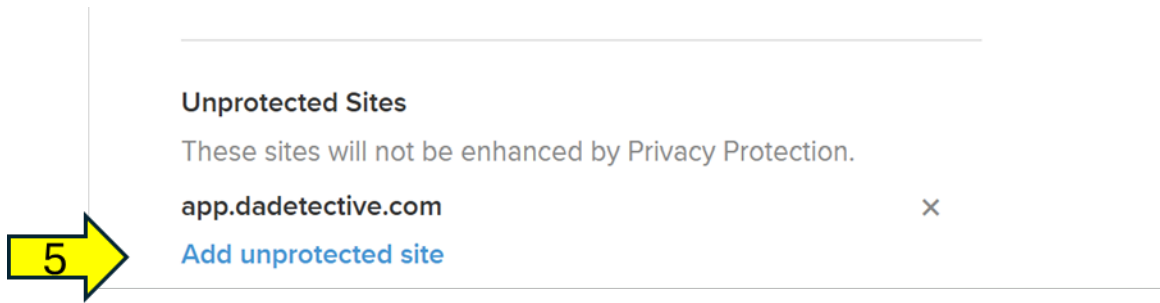 Unprotected Sites
These sites will not be enhanced by Privacy Protection.
app.dadetective.com ×
5 Add unprotected site